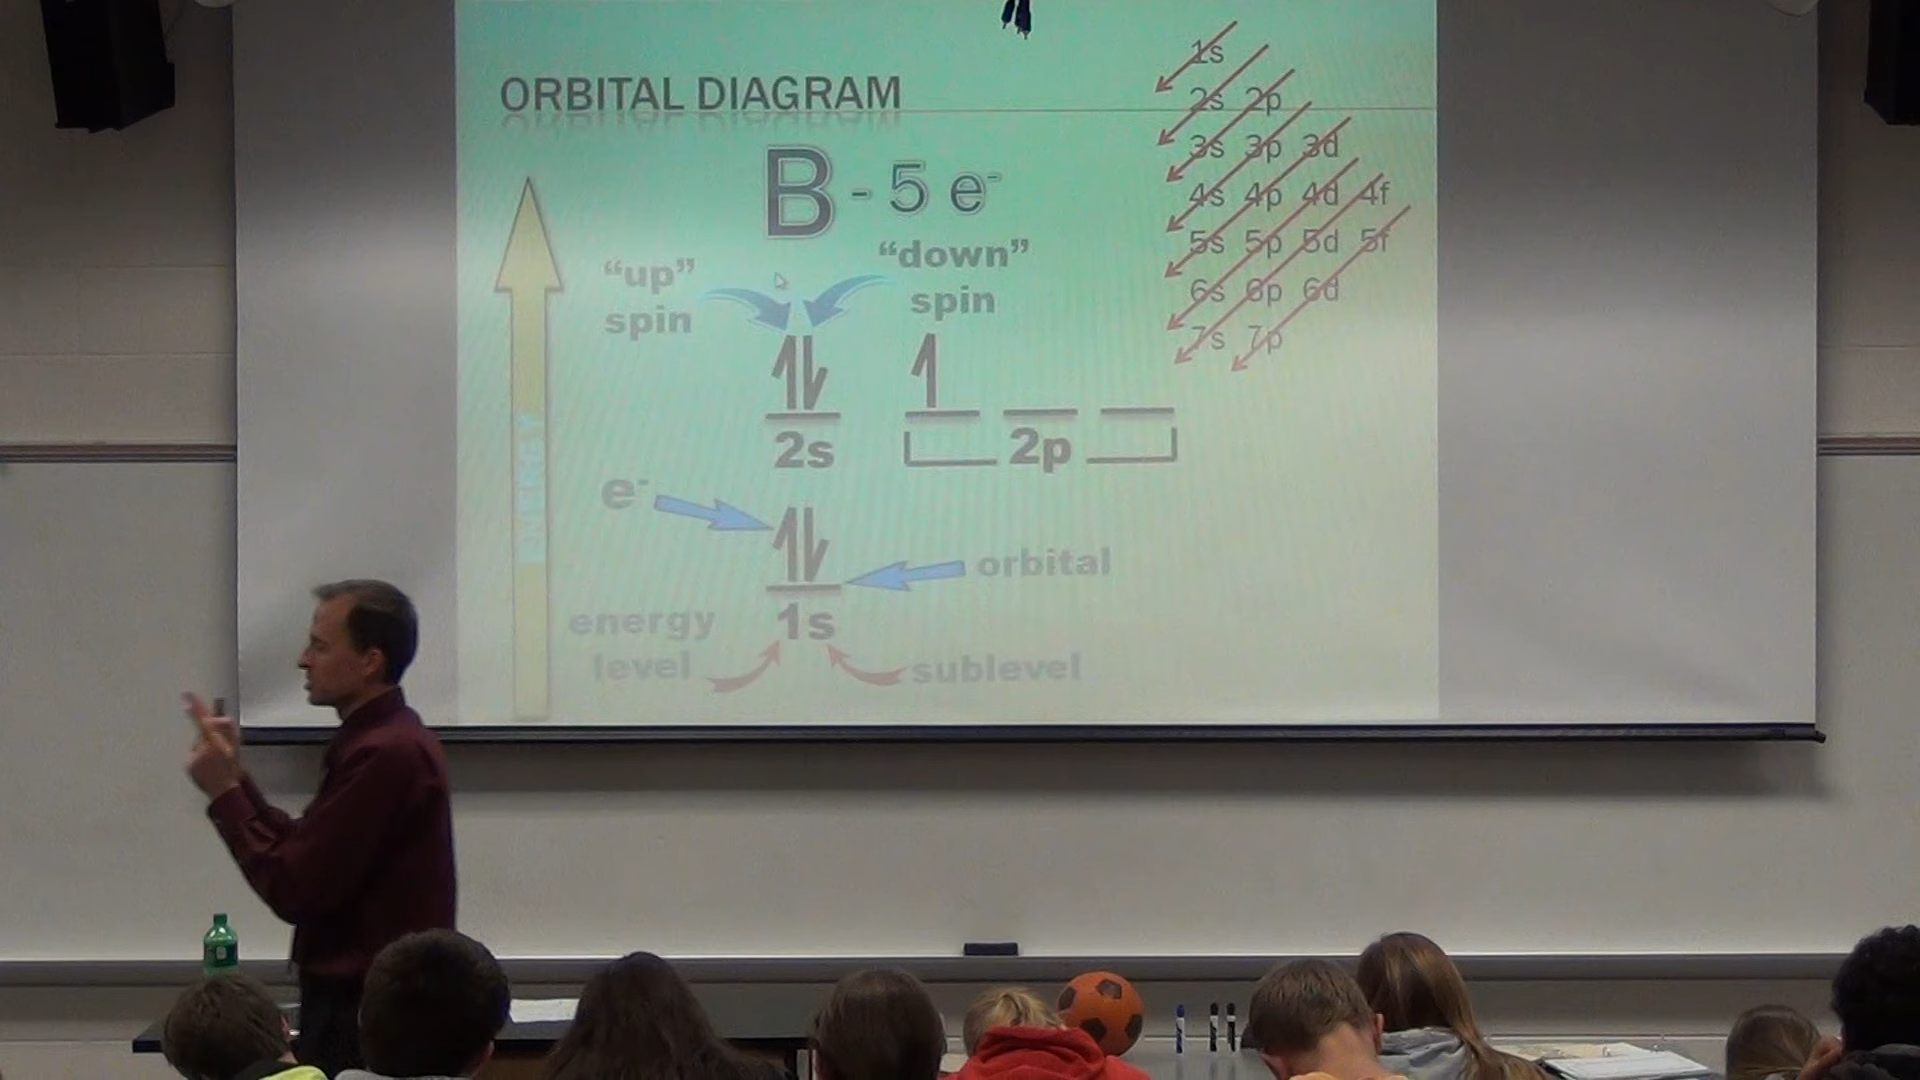 ORBITAL DIAGRAM
B - 5 e⁻
"up"
spin
"down"
spin
2s
2p
e⁻
orbital
1s
energy
level
sublevel
ENERGY
1s
2s 2p
3s 3p 3d
4s 4p 4d 4f
5s 5p 5d 5f
6s 6p 6d
7s 7p